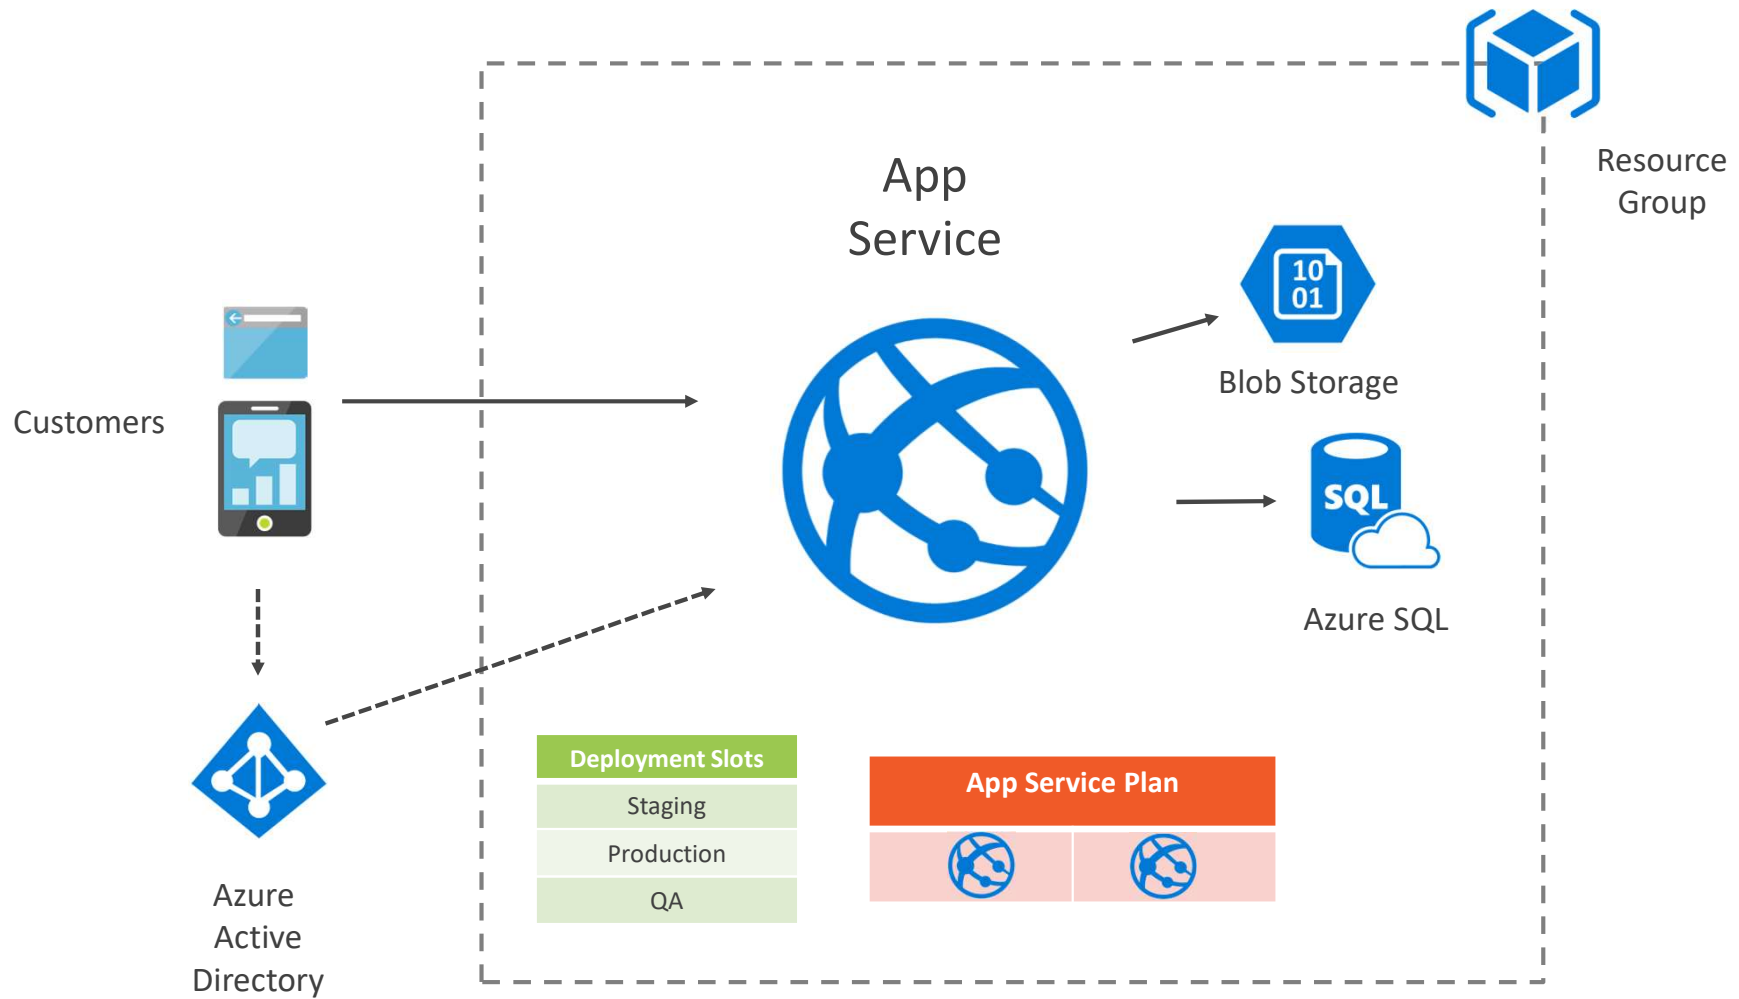 Resource
Group
App
Service
10
01
Blob Storage
Customers
SQL
Azure SQL
Deployment Slots
Staging
Production
QA
App Service Plan
Azure
Active
Directory